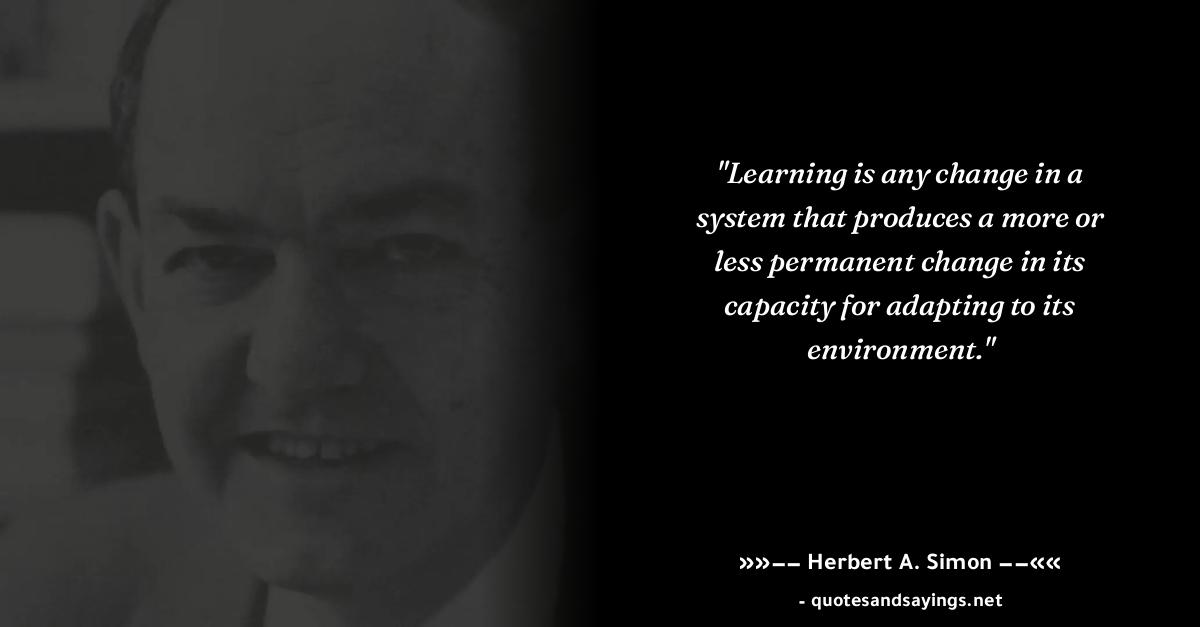 "Learning is any change in a
system that produces a more or
less permanent change in its
capacity for adapting to its
environment."
»»–– Herbert A. Simon ––««
- quotesandsayings.net